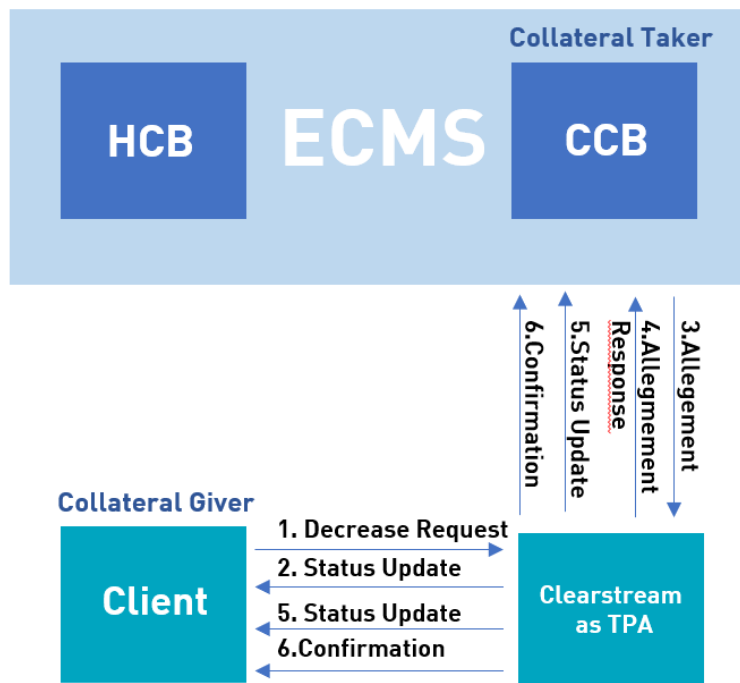 Collateral Taker
HCB
ECMS
CCB
6.Confirmation
5.Status Update
4.Allegmement
Response
3.Allegement
Collateral Giver
Client
1. Decrease Request
2. Status Update
5. Status Update
6.Confirmation
Clearstream
as TPA